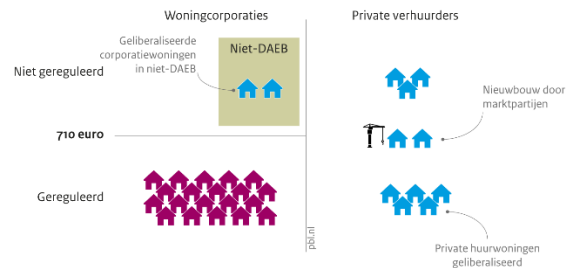 Woningcorporaties
Private verhuurders
Geliberaliseerde
corporatiewoningen
in niet-DAEB
Niet-DAEB
Niet gereguleerd
Nieuwbouw door
marktpartijen
710 euro
Gereguleerd
pbl.nl
Private huurwoningen
geliberaliseerd